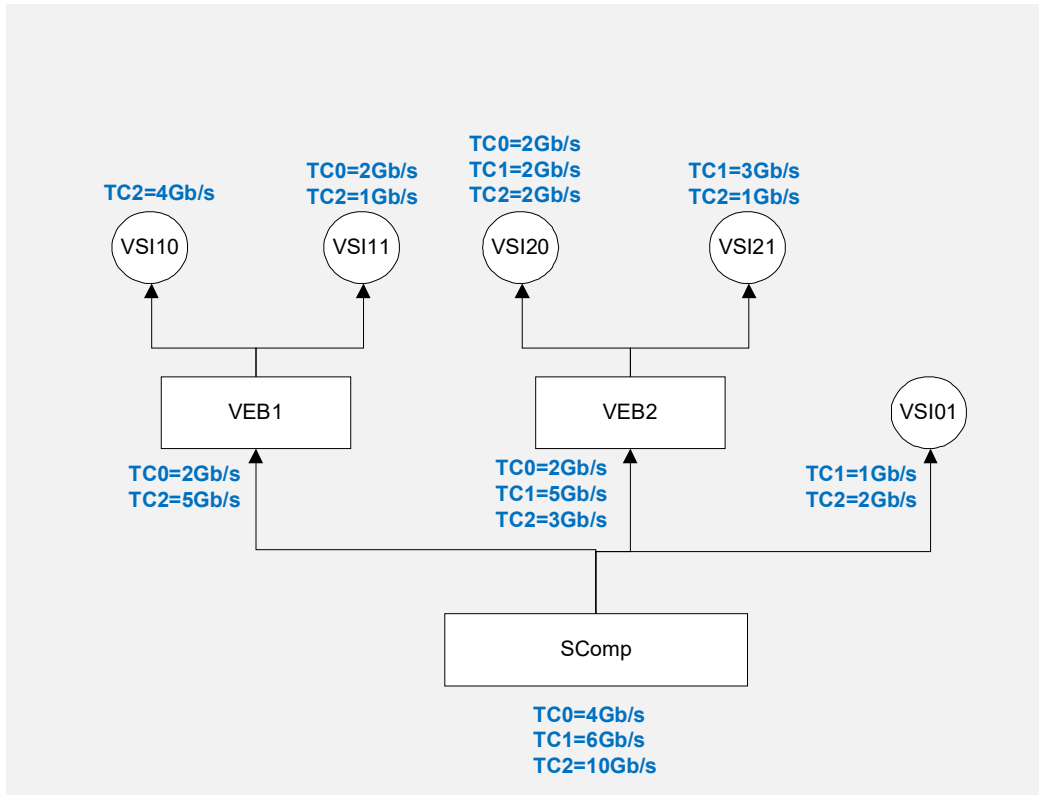 TC2=4Gb/s
TC0=2Gb/s
TC2=1Gb/s
TC0=2Gb/s
TC1=2Gb/s
TC2=2Gb/s
TC1=3Gb/s
TC2=1Gb/s
VSI10
VSI11
VSI20
VSI21
VEB1
VEB2
VSI01
TC0=2Gb/s
TC2=5Gb/s
TC0=2Gb/s
TC1=5Gb/s
TC2=3Gb/s
TC1=1Gb/s
TC2=2Gb/s
SComp
TC0=4Gb/s
TC1=6Gb/s
TC2=10Gb/s